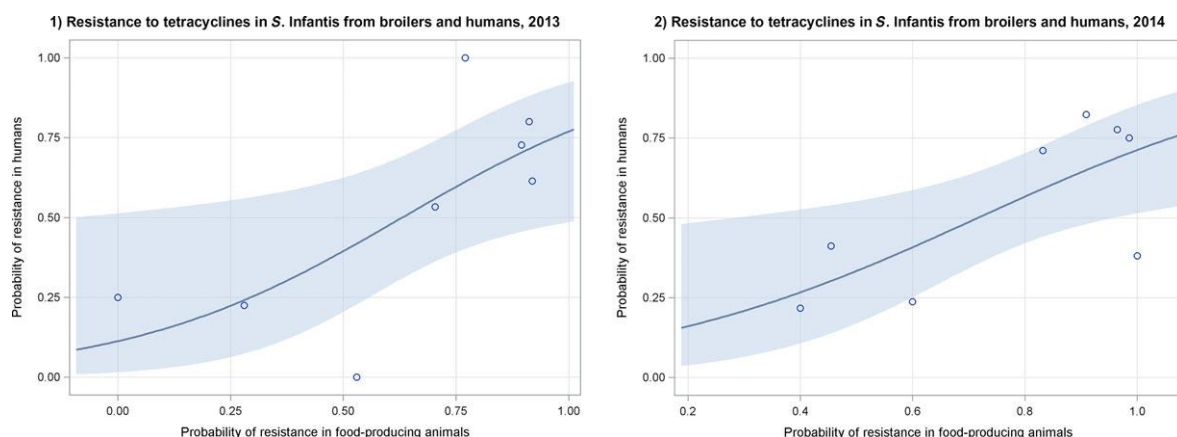 1) Resistance to tetracyclines in S. Infantis from broilers and humans, 2013
Probability of resistance in humans
1.00
0.75
0.50
0.25
0.00
0.00 0.25 0.50 0.75 1.00
Probability of resistance in food-producing animals
2) Resistance to tetracyclines in S. Infantis from broilers and humans, 2014
Probability of resistance in humans
1.00
0.75
0.50
0.25
0.00
0.2 0.4 0.6 0.8 1.0
Probability of resistance in food-producing animals